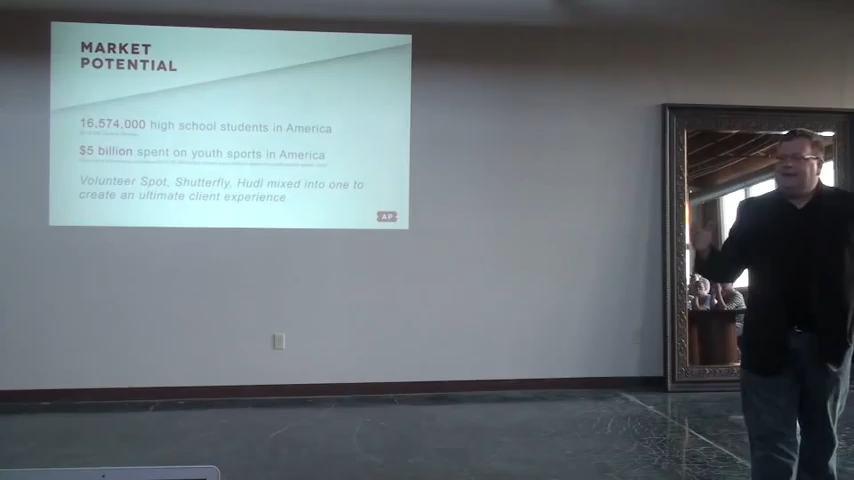 MARKET
POTENTIAL
16,574,000 high school students in America
$5 billion spent on youth sports in America
Volunteer Spot, Shutterfly, Hudl mixed into one to
create an ultimate client experience
AP